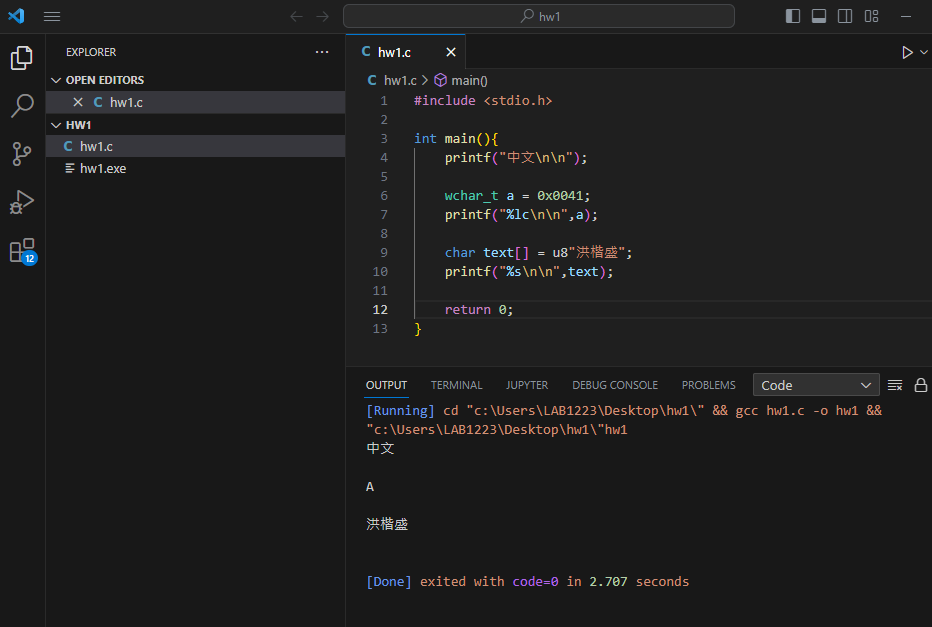 hw1
EXPLORER
OPEN EDITORS
C hw1.c
HW1
C hw1.c
hw1.exe
12
C hw1.c
C hw1.c > main()
1 #include <stdio.h>
2
3 int main(){
4 printf("中文\n\n");
5
6 wchar_t a = 0x0041;
7 printf("%lc\n\n",a);
8
9 char text[] = u8"洪楷盛";
10 printf("%s\n\n",text);
11
12 return 0;
13 }
OUTPUT TERMINAL JUPYTER DEBUG CONSOLE PROBLEMS Code
[Running] cd "c:\Users\LAB1223\Desktop\hw1\" && gcc hw1.c -o hw1 &&
"c:\Users\LAB1223\Desktop\hw1\"hw1
中文
A
洪楷盛
[Done] exited with code=0 in 2.707 seconds